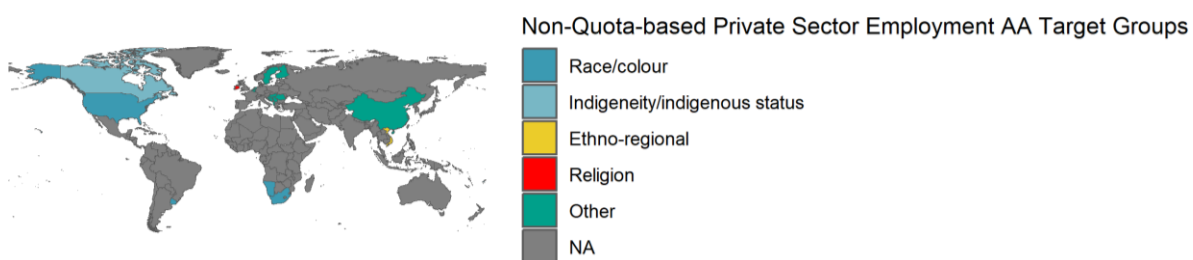 Non-Quota-based Private Sector Employment AA Target Groups
Race/colour
Indigeneity/indigenous status
Ethno-regional
Religion
Other
NA